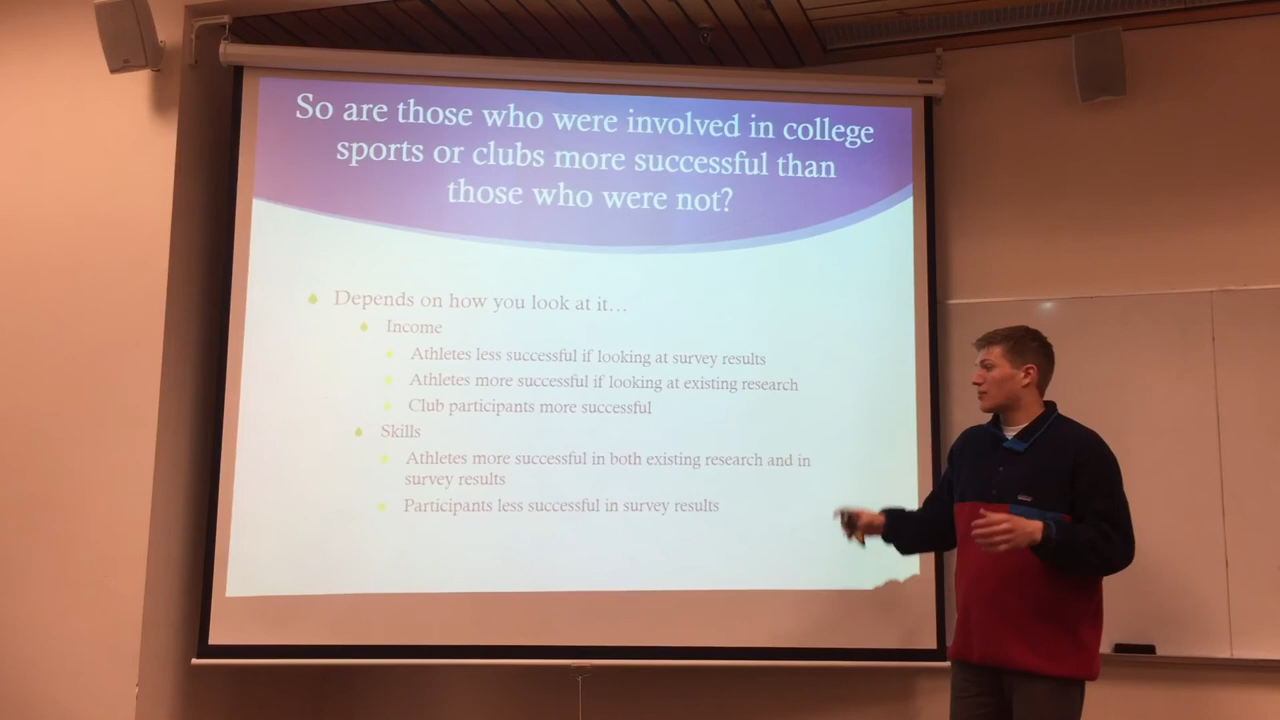 So are those who were involved in college
sports or clubs more successful than
those who were not?
Depends on how you look at it…
Income
Athletes less successful if looking at survey results
Athletes more successful if looking at existing research
Club participants more successful
Skills
Athletes more successful in both existing research and in
survey results
Participants less successful in survey results